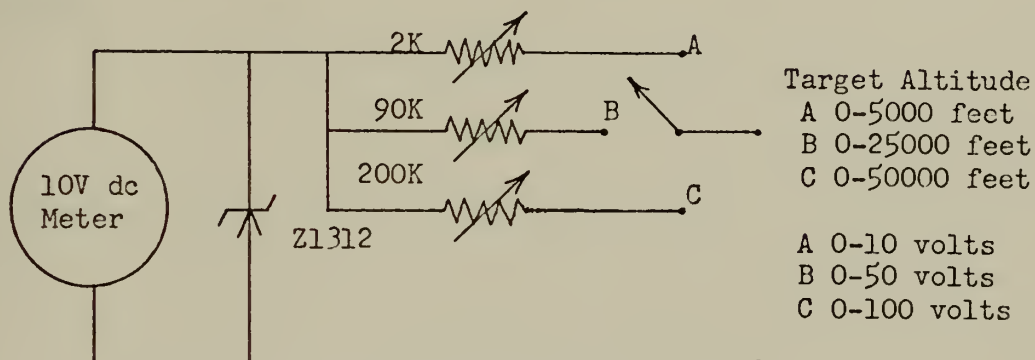 2K
A
90K
B
200K
C
10V dc
Meter
Z1312
Target Altitude
A 0-5000 feet
B 0-25000 feet
C 0-50000 feet
A 0-10 volts
B 0-50 volts
C 0-100 volts